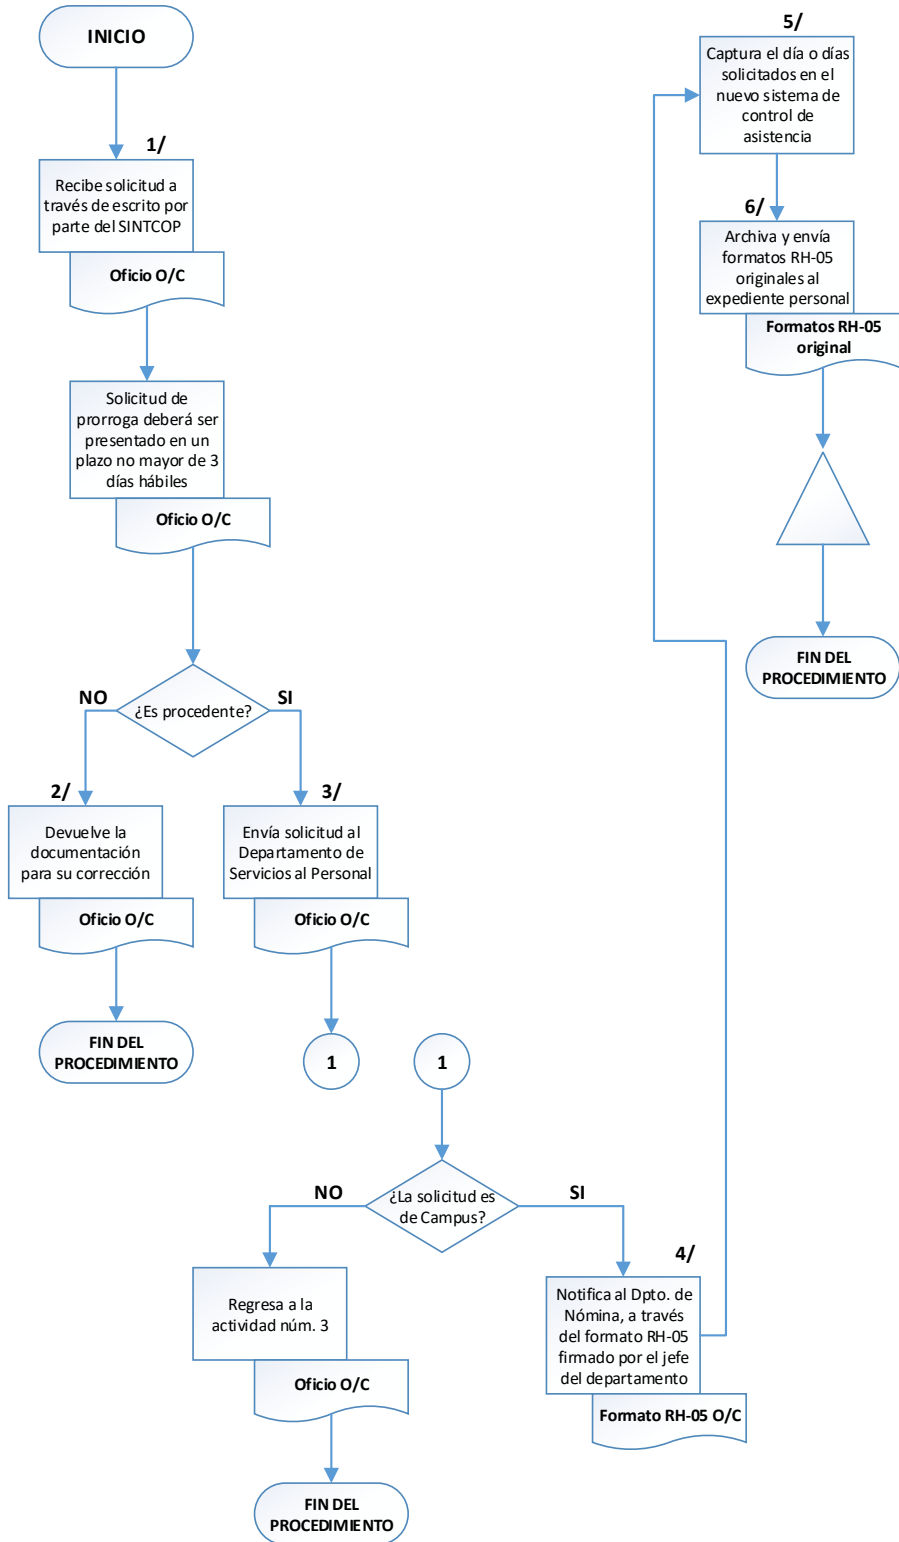 INICIO
1/
Recibe solicitud a
través de escrito por
parte del SINTCOP
Oficio O/C
Solicitud de
prorroga deberá ser
presentado en un
plazo no mayor de 3
días hábiles
Oficio O/C
¿Es procedente?
NO
SI
2/
Devuelve la
documentación
para su corrección
Oficio O/C
FIN DEL
PROCEDIMIENTO
3/
Envía solicitud al
Departamento de
Servicios al Personal
Oficio O/C
1
1
¿La solicitud es
de Campus?
NO
SI
Regresa a la
actividad núm. 3
Oficio O/C
FIN DEL
PROCEDIMIENTO
4/
Notifica al Dpto. de
Nómina, a través
del formato RH-05
firmado por el jefe
del departamento
Formato RH-05 O/C
5/
Captura el día o días
solicitados en el
nuevo sistema de
control de
asistencia
6/
Archiva y envía
formatos RH-05
originales al
expediente personal
Formatos RH-05
original
FIN DEL
PROCEDIMIENTO